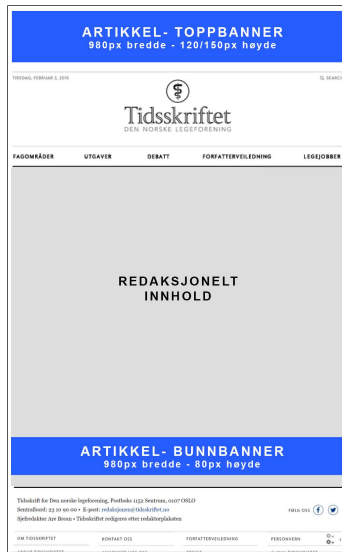 ARTIKKEL- TOPPBANNER
980px bredde - 120/150px høyde
TIRSDAG, FEBRUAR 3, 2015
SEARCH
Tidsskriftet
DEN NORSKE LEGEFORENING
FAGOMRÅDER UTGAVER DEBATT FORFATTERVEILEDNING LEGEJOBBER
REDAKSJONELT
INNHOLD
ARTIKKEL- BUNNBANNER
980px bredde - 80px høyde
Tidsskrift for Den norske legeforening, Postboks 1152 Sentrum, 0107 OSLO
Sentralbord: 23 10 90 00 • E-post: redaksjonen@tidsskriftet.no
Sjefredaktør Are Brean • Tidsskriftet redigeres etter redaktørplakaten
FØLG OSS
OM TIDSSKRIFTET KONTAKT OSS FORFATTERVEILEDNING PERSONVERN